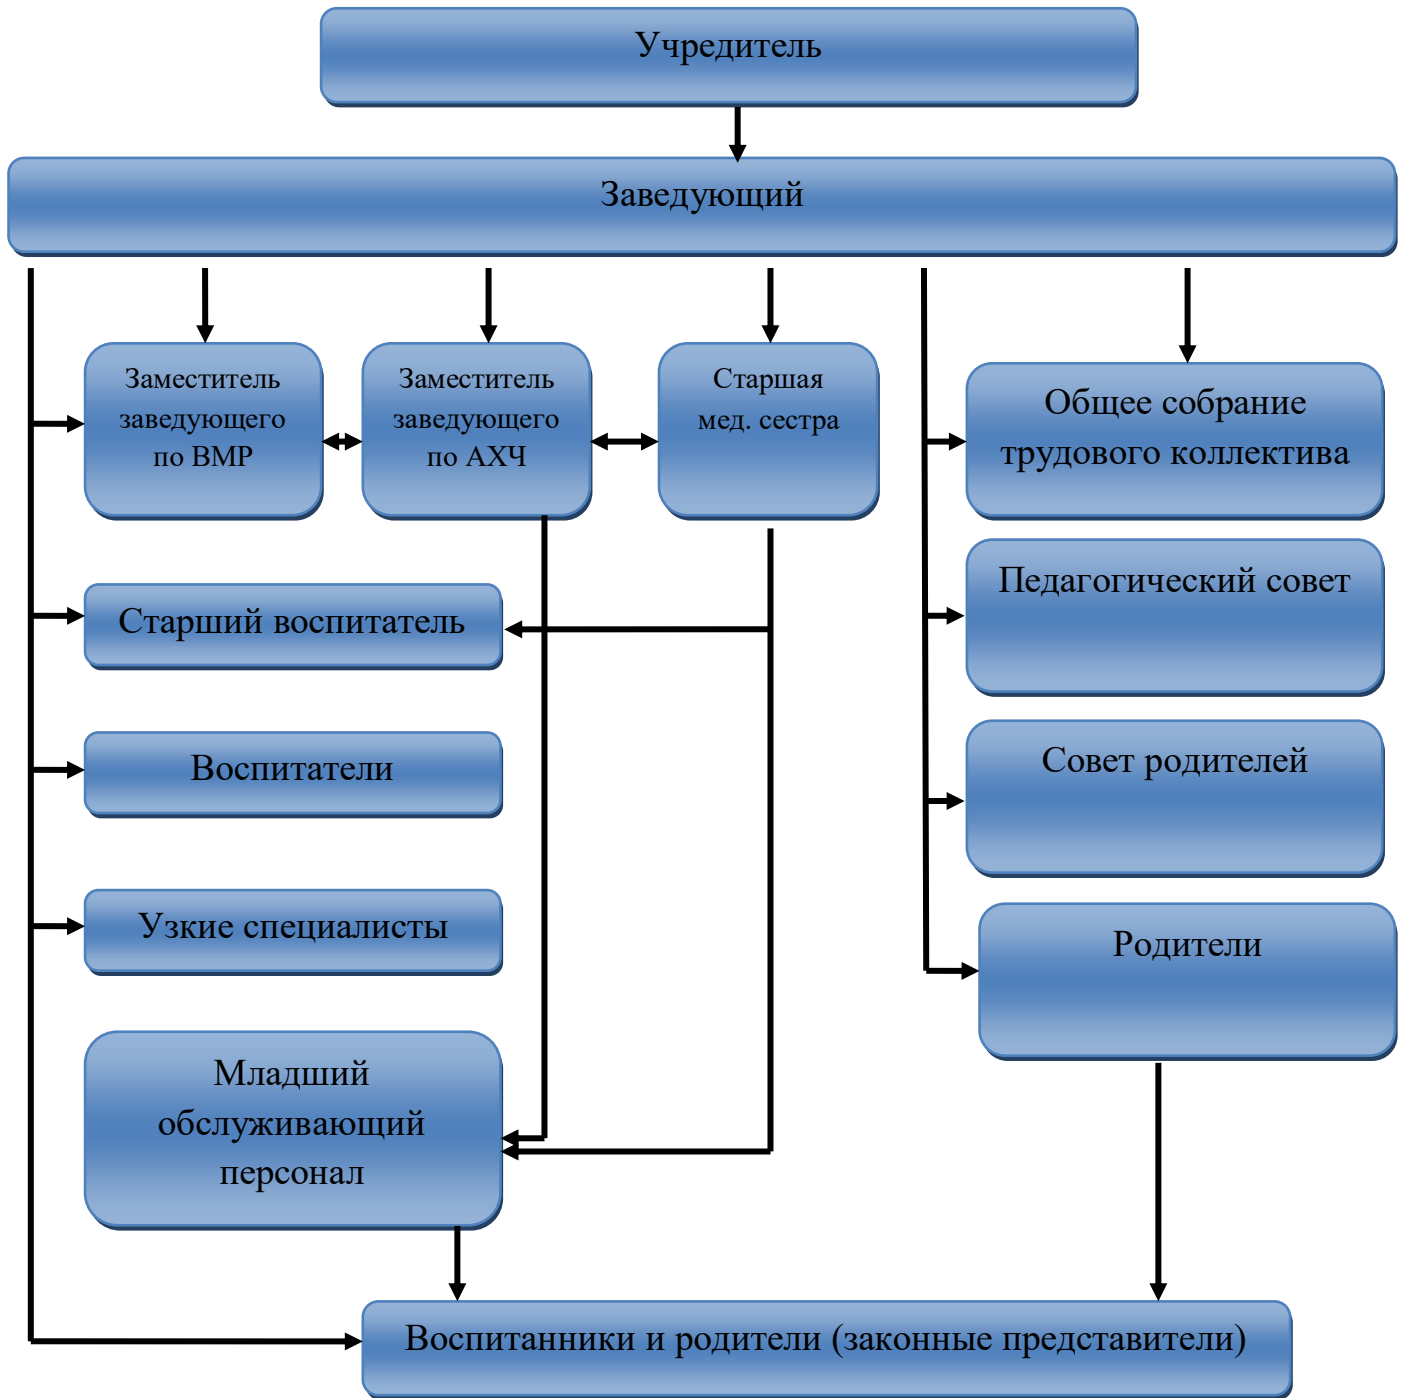 Учредитель
Заведующий
Заместитель
заведующего
по ВМР
Заместитель
заведующего
по АХЧ
Старшая
мед. сестра
Общее собрание
трудового коллектива
Старший воспитатель
Педагогический совет
Воспитатели
Совет родителей
Узкие специалисты
Родители
Младший
обслуживающий
персонал
Воспитанники и родители (законные представители)